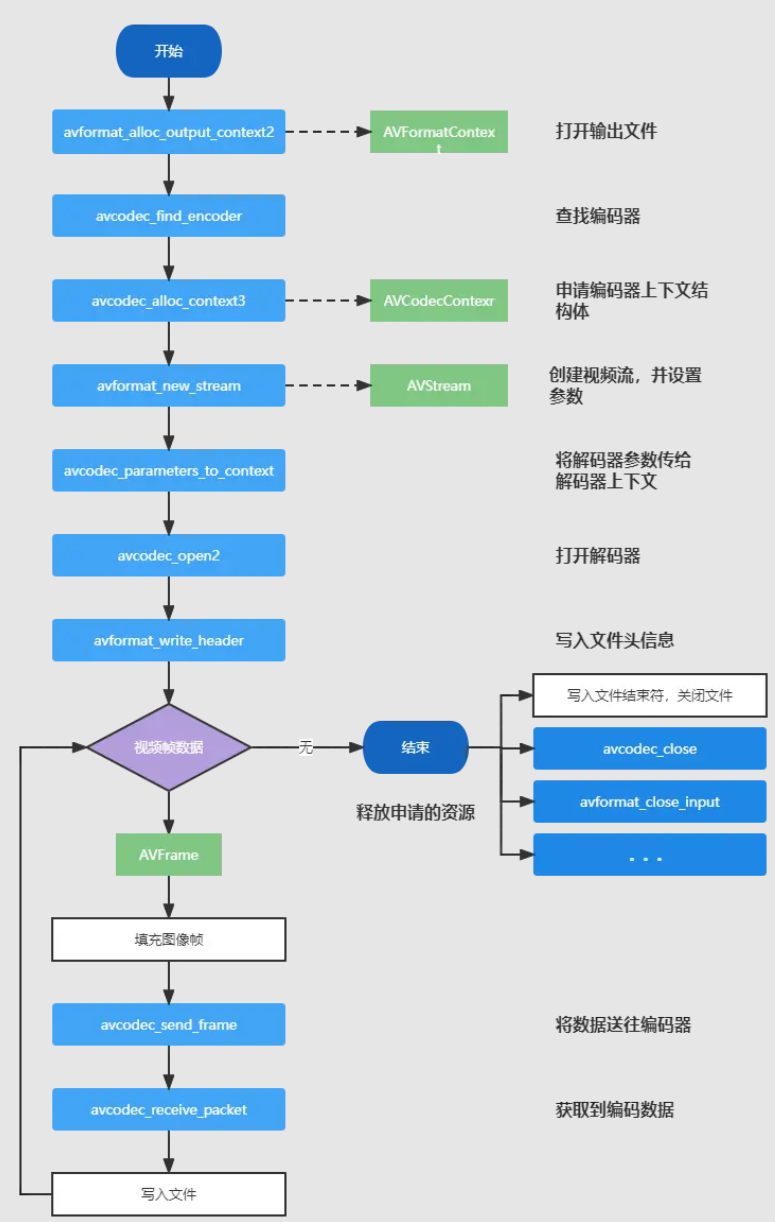 开始
avformat_alloc_output_context2
AVFormatContex
t
打开输出文件
avcodec_find_encoder
查找编码器
avcodec_alloc_context3
AVCodecContexr
申请编码器上下文结
构体
avformat_new_stream
AVStream
创建视频流，并设置
参数
avcodec_parameters_to_context
将解码器参数传给
解码器上下文
avcodec_open2
打开解码器
avformat_write_header
写入文件头信息
视频帧数据
无
结束
写入文件结束符，关闭文件
avcodec_close
avformat_close_input
。。。
释放申请的资源
AVFrame
填充图像帧
avcodec_send_frame
将数据送往编码器
avcodec_receive_packet
获取到编码数据
写入文件